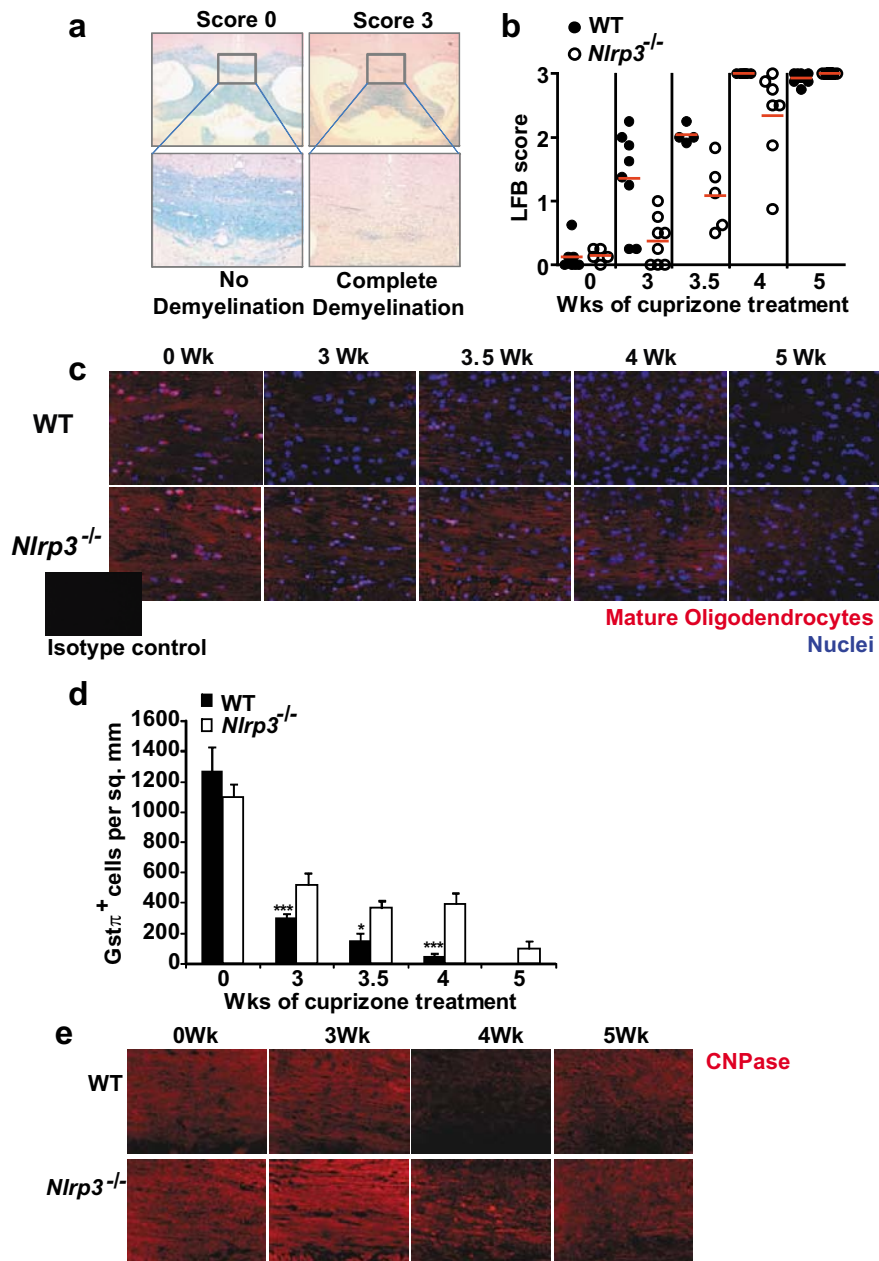 a
Score 0
Score 3
No
Demyelination
Complete
Demyelination
b
WT
Nlrp3-/-
LFB score
3
2
1
0
0 3 3.5 4 5
Wks of cuprizone treatment
c
0 Wk 3 Wk 3.5 Wk 4 Wk 5 Wk
WT
Nlrp3-/-
Isotype control
Mature Oligodendrocytes
Nuclei
d
WT
Nlrp3-/-
Gstπ+ cells per sq. mm
1600
1400
1200
1000
800
600
400
200
0
***
*
***
0 3 3.5 4 5
Wks of cuprizone treatment
e
0Wk 3Wk 4Wk 5Wk
WT
Nlrp3-/-
CNPase